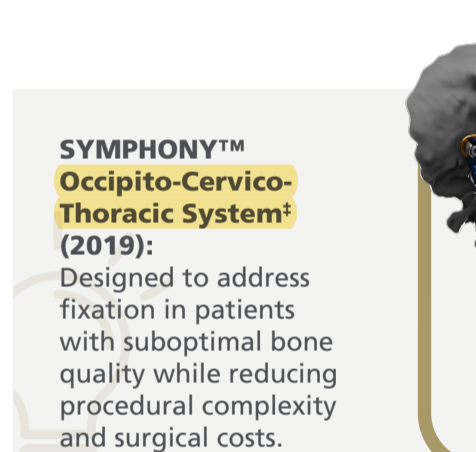 SYMPHONY™
Occipito-Cervico-
Thoracic System‡
(2019):
Designed to address
fixation in patients
with suboptimal bone
quality while reducing
procedural complexity
and surgical costs.